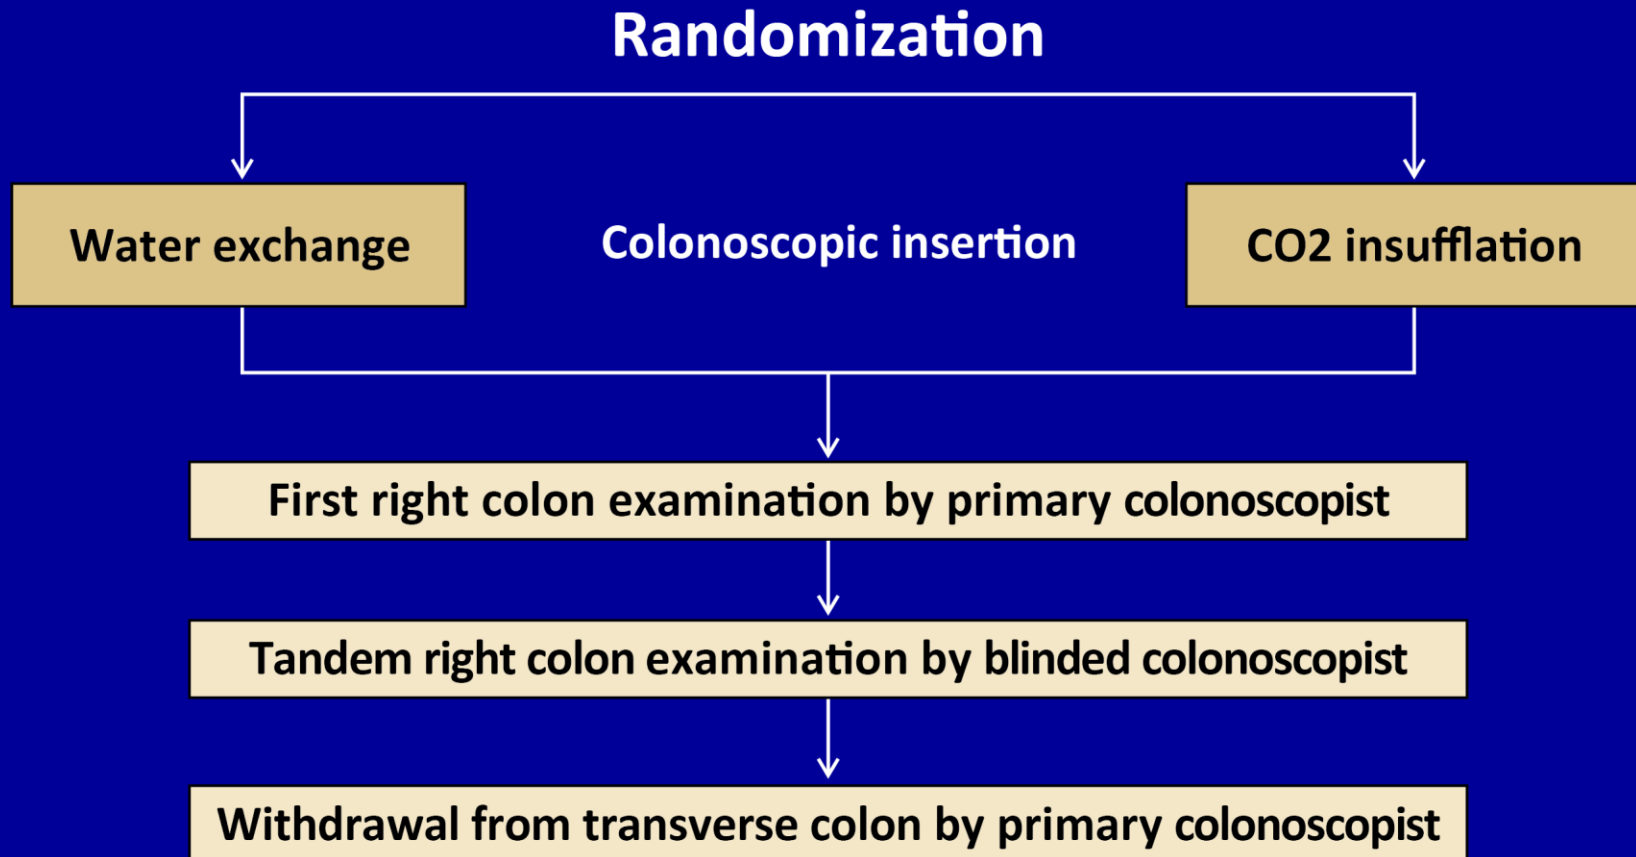 Randomization
Water exchange
Colonoscopic insertion
CO2 insufflation
First right colon examination by primary colonoscopist
Tandem right colon examination by blinded colonoscopist
Withdrawal from transverse colon by primary colonoscopist